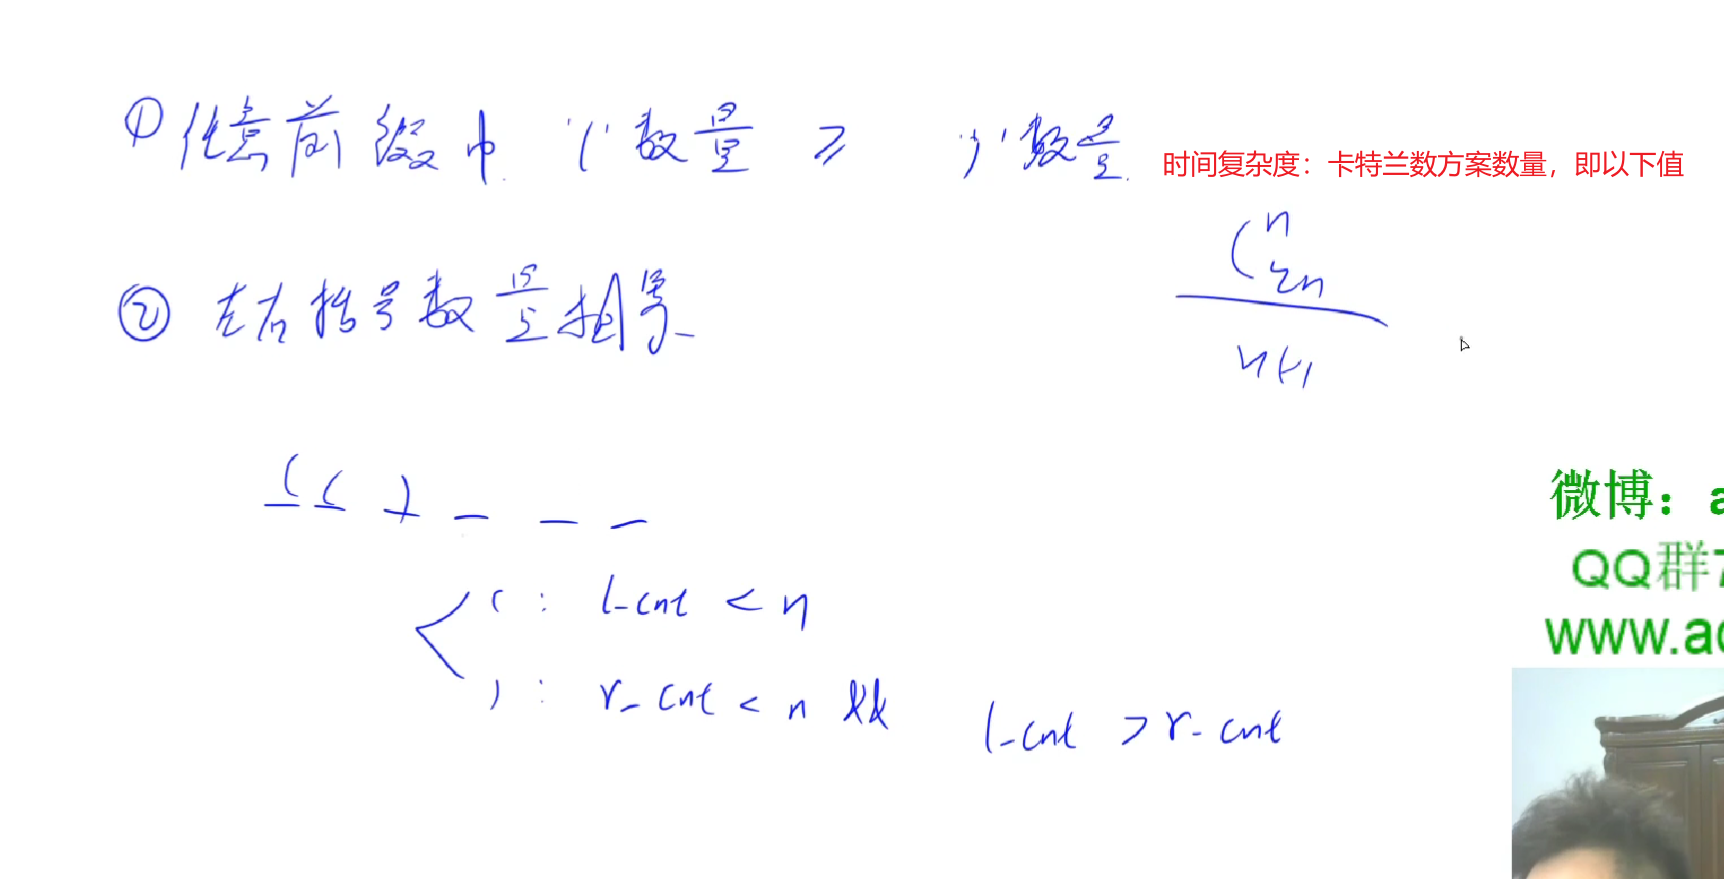 ① 任意前缀中 '(' 数量 ≥ ')' 数量.
时间复杂度：卡特兰数方案数量，即以下值
C_{2n}^{n}
n+1
② 左右括号数量相等
( ( ) _ _ _
( : l_cnt < n
) : r_cnt < n && l_cnt > r_cnt
微博：a
QQ群7
www.ac